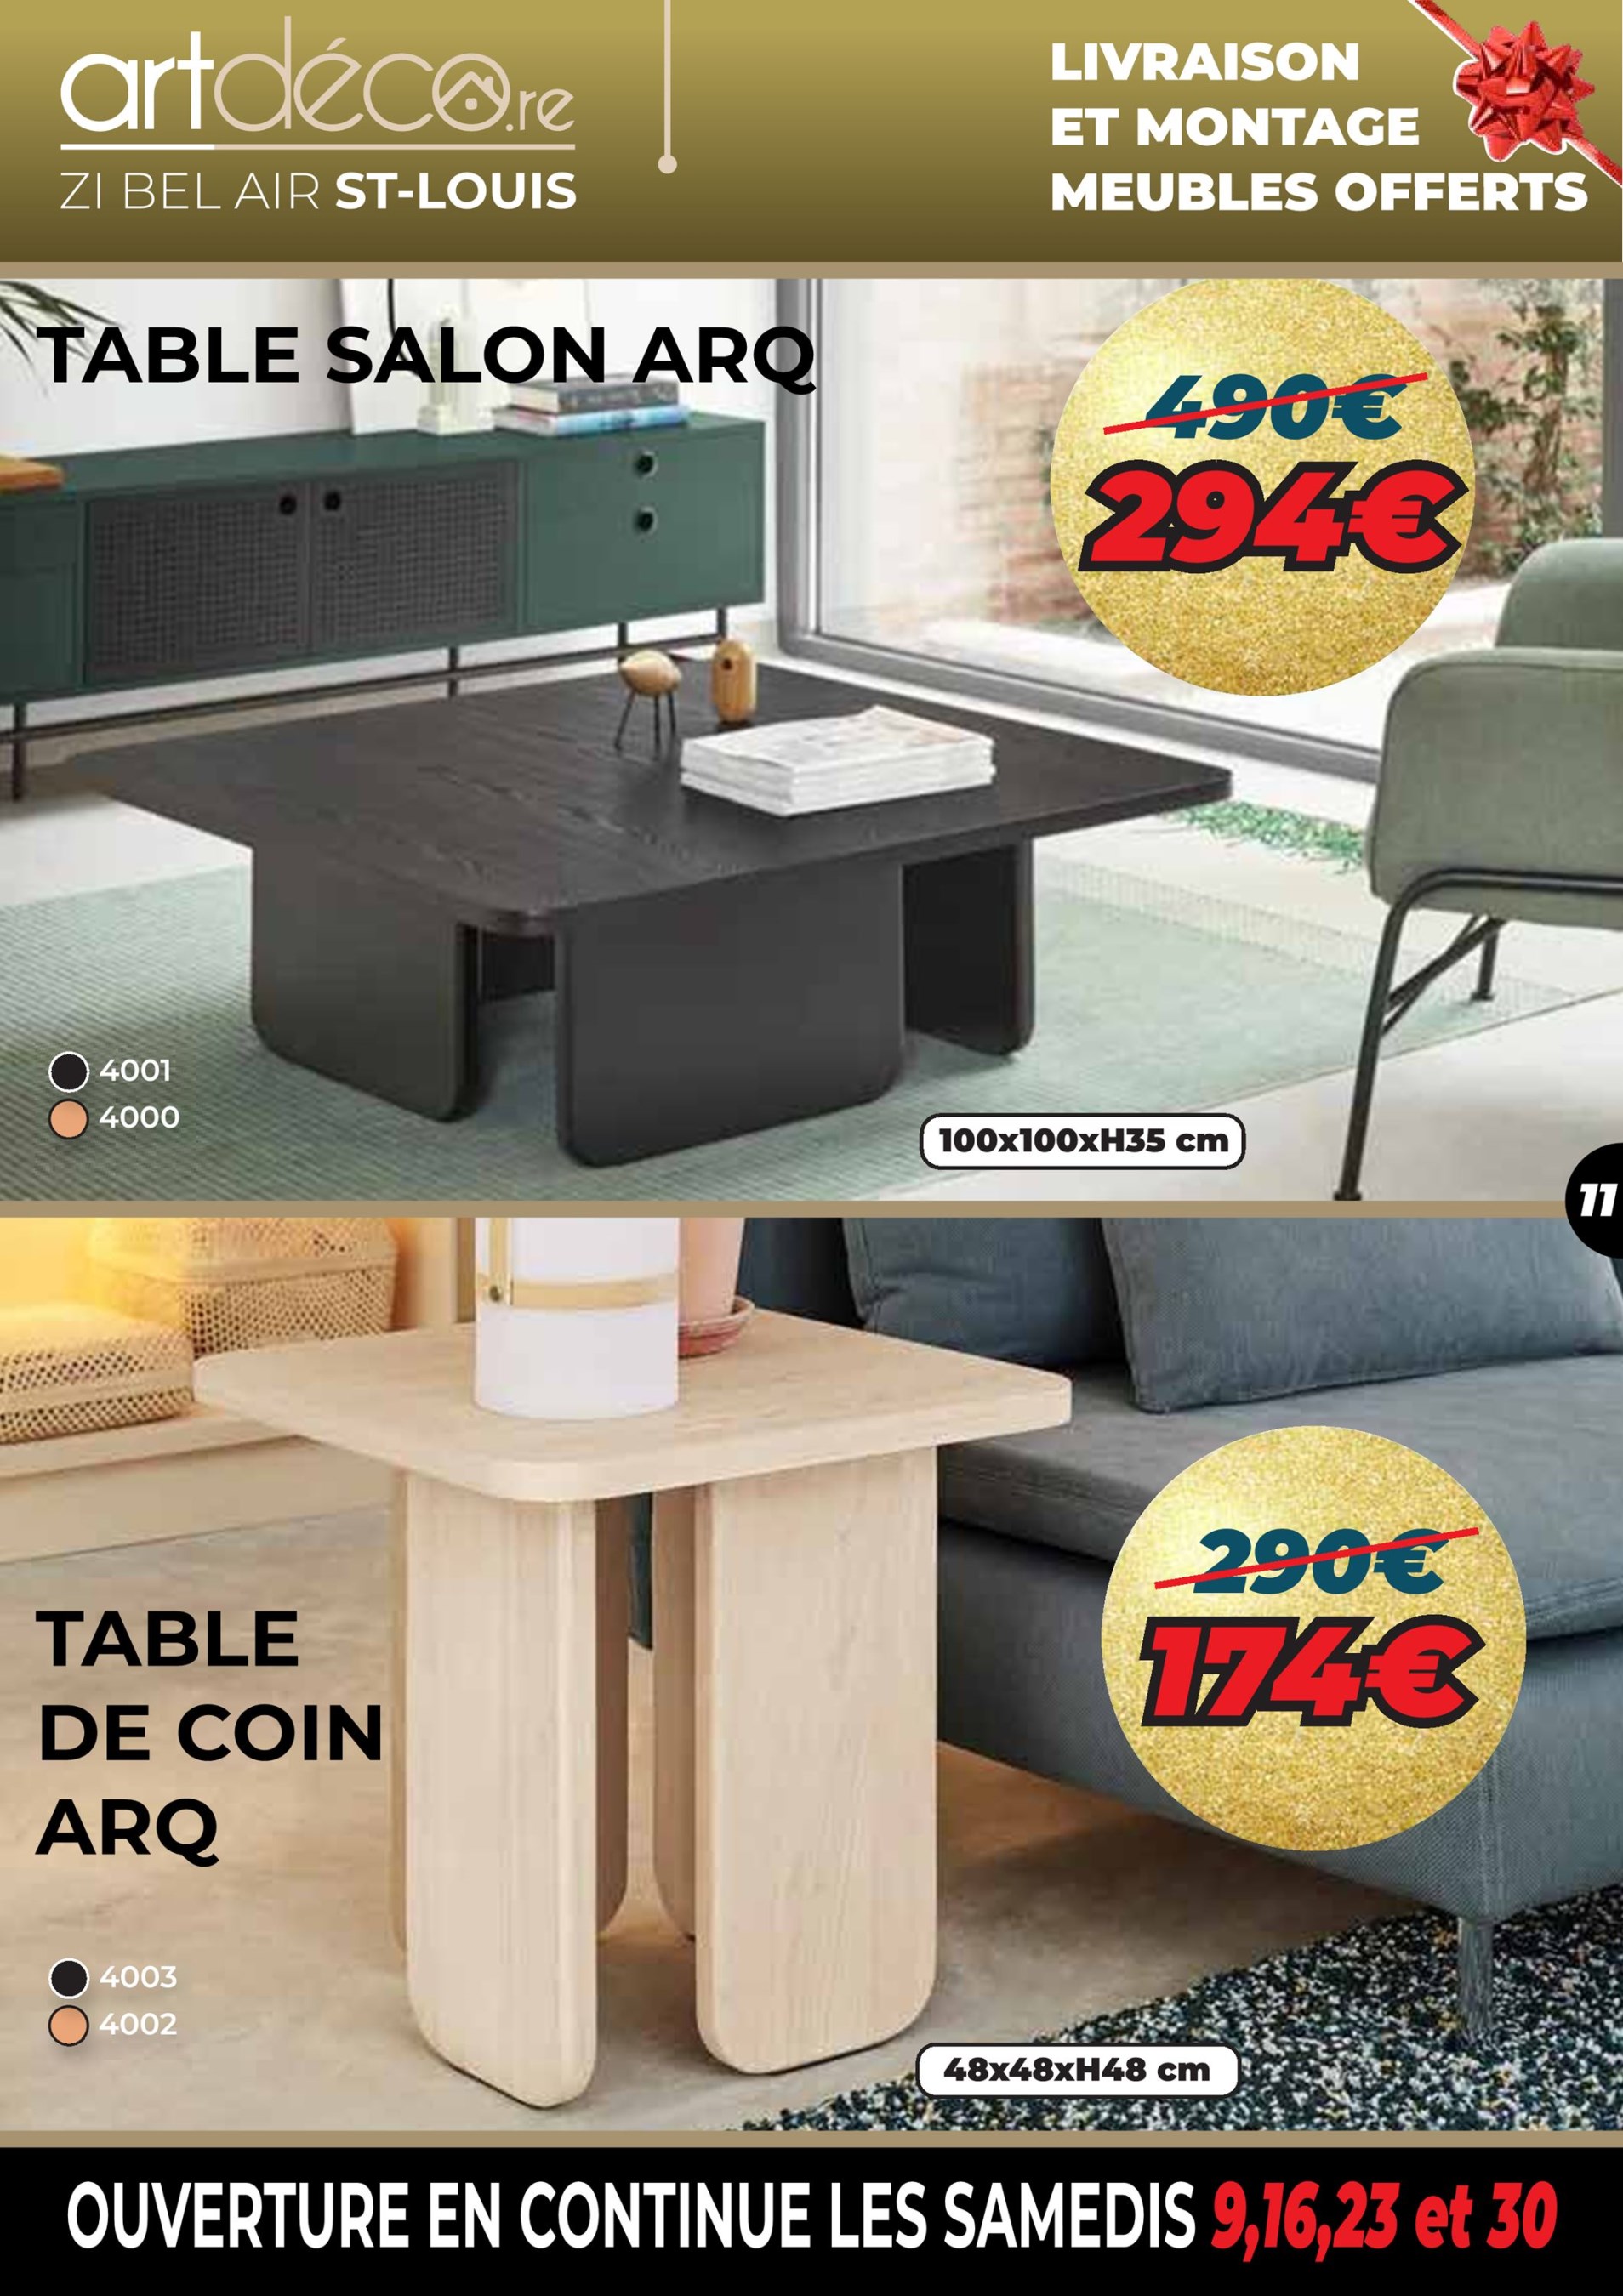 artdéco.re
ZI BEL AIR ST-LOUIS
LIVRAISON
ET MONTAGE
MEUBLES OFFERTS
TABLE SALON ARQ
490€
294€
4001
4000
100x100xH35 cm
11
290€
174€
TABLE
DE COIN
ARQ
4003
4002
48x48xH48 cm
OUVERTURE EN CONTINUE LES SAMEDIS 9,16,23 et 30